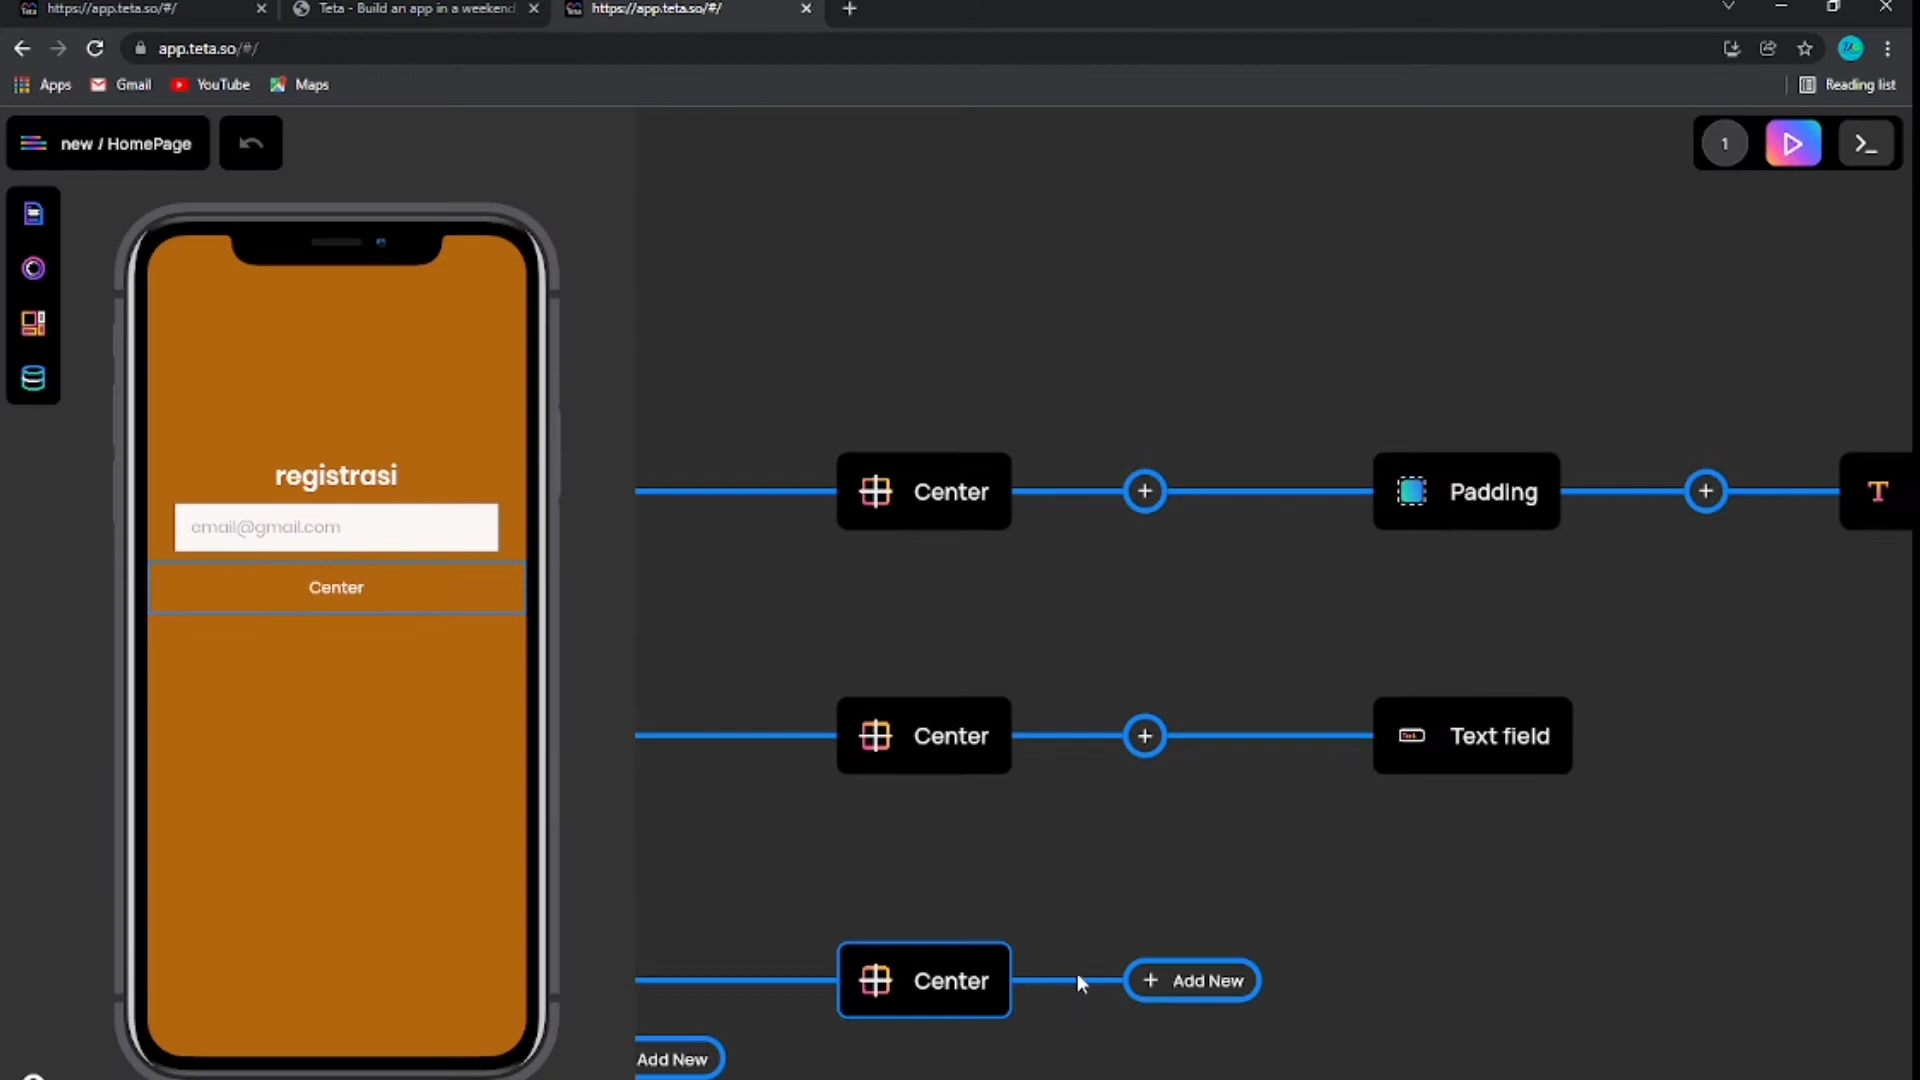 https://app.teta.so/#/
Teta - Build an app in a weekend
https://app.teta.so/#/
app.teta.so/#/
Apps
Gmail
YouTube
Maps
Reading list
new / HomePage
1
registrasi
email@gmail.com
Center
Center
Padding
T
Center
Text field
Center
Add New
Add New